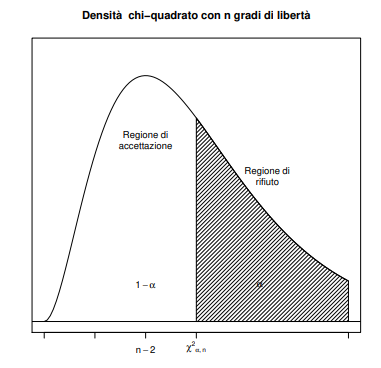 Densità chi−quadrato con n gradi di libertà
Regione di
accettazione
Regione di
rifiuto
1 − α
α
n − 2
χ²α, n